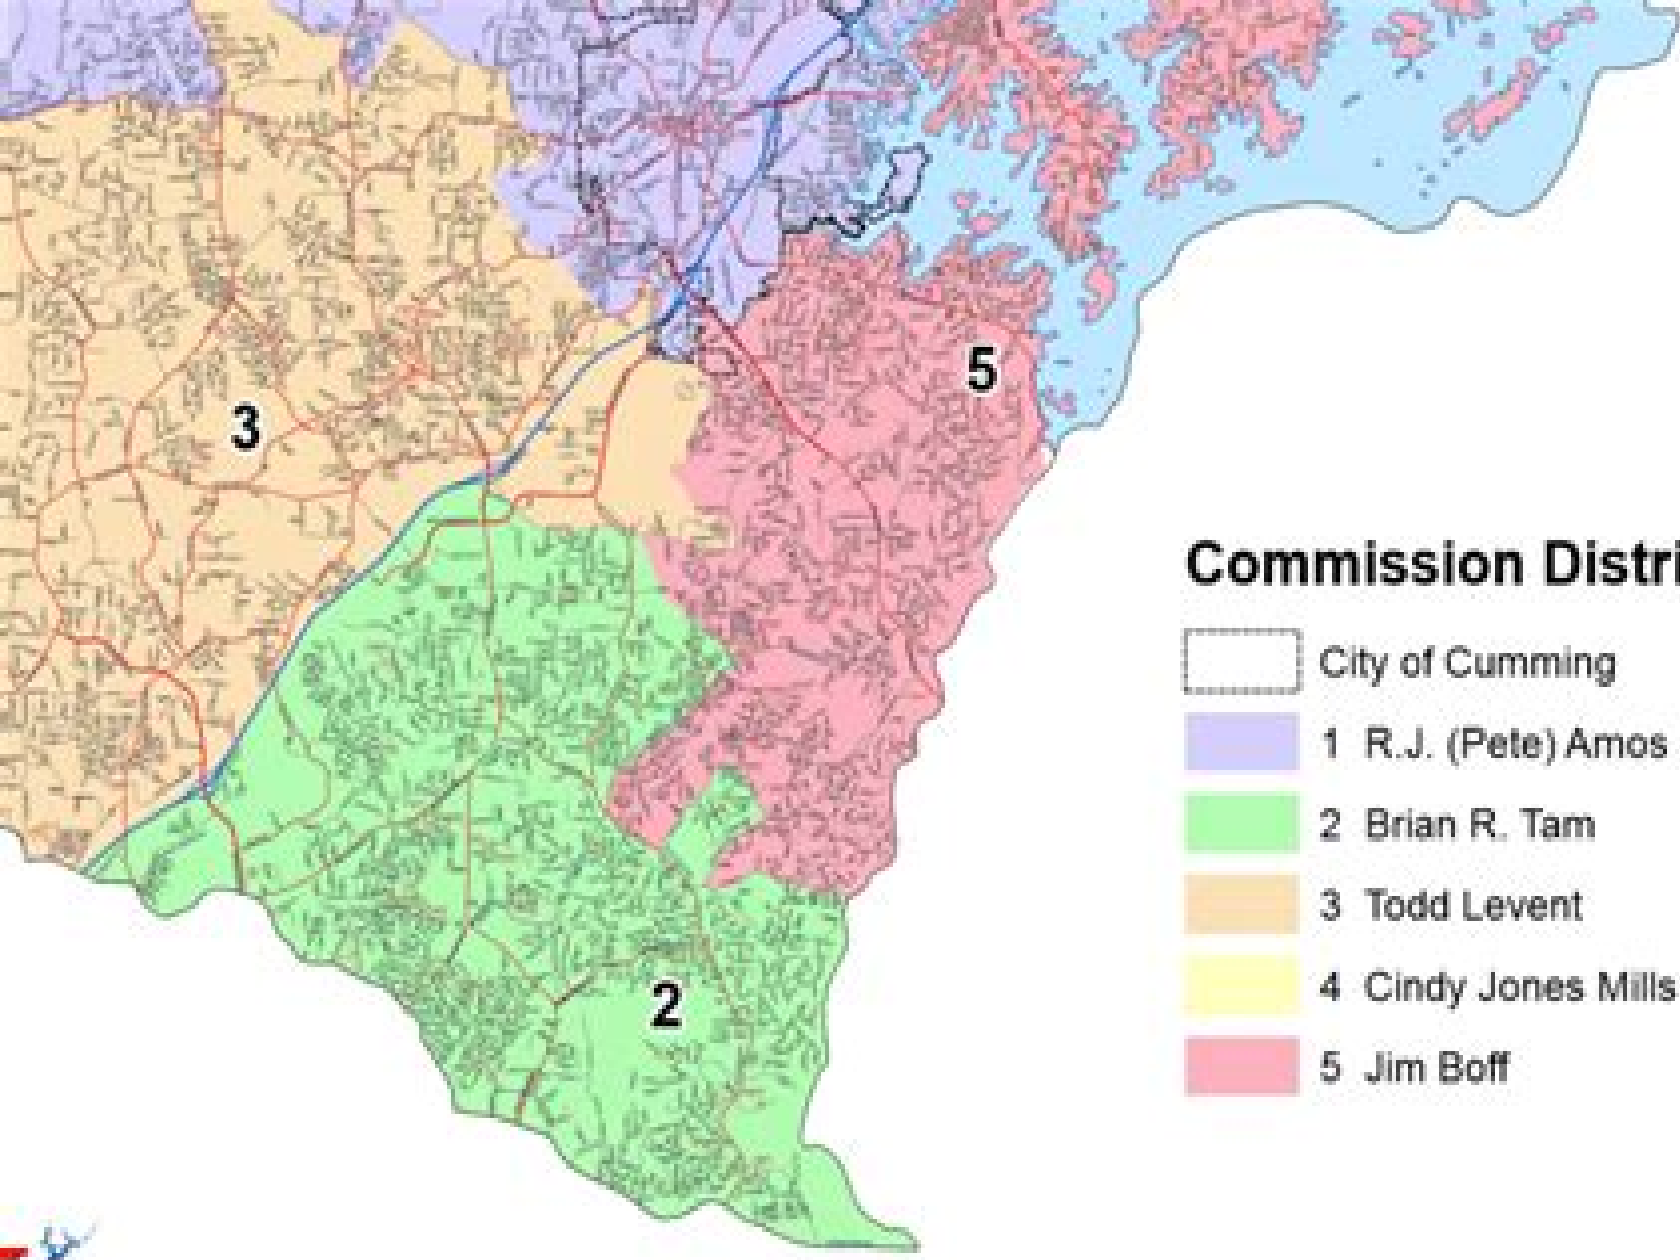 5
3
2
Commission Distri
City of Cumming
1 R.J. (Pete) Amos
2 Brian R. Tam
3 Todd Levent
4 Cindy Jones Mills
5 Jim Boff